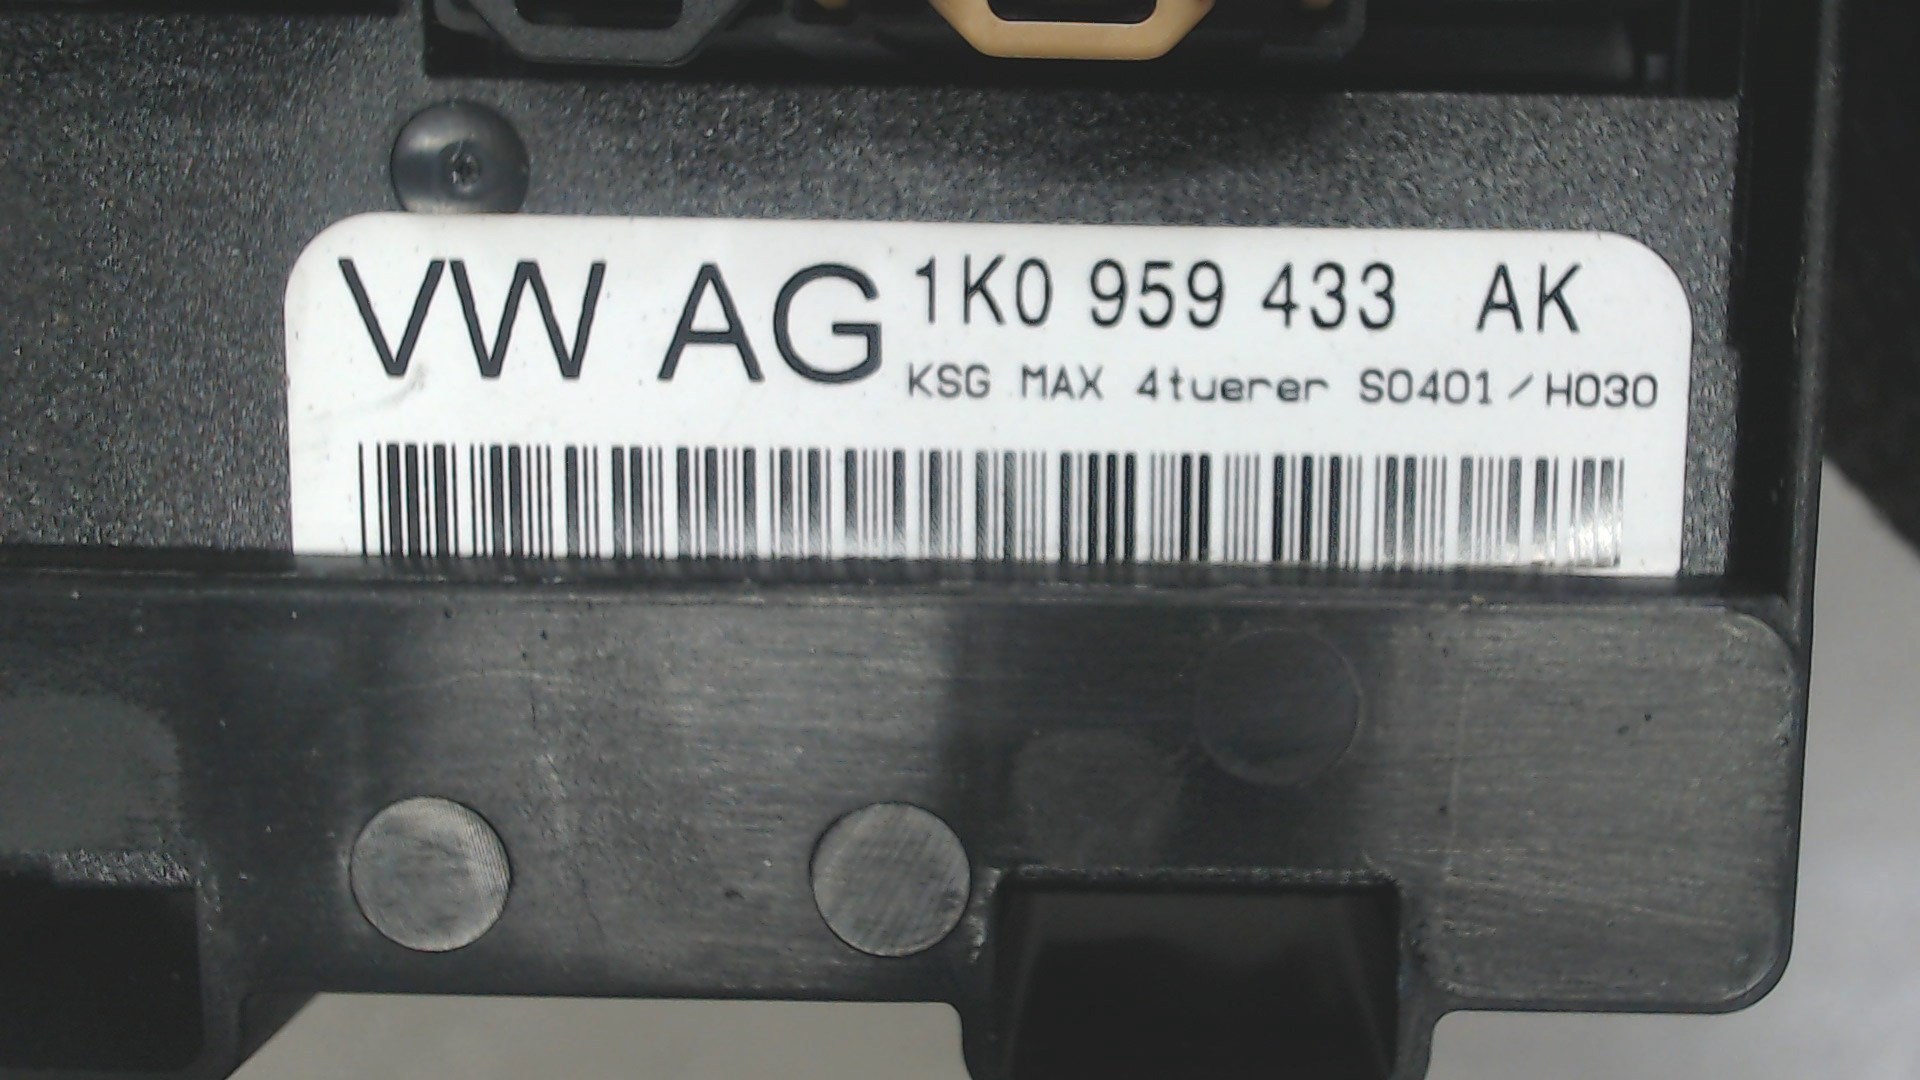 VW AG 1K0 959 433 AK
KSG MAX 4tuerer S0401/H030